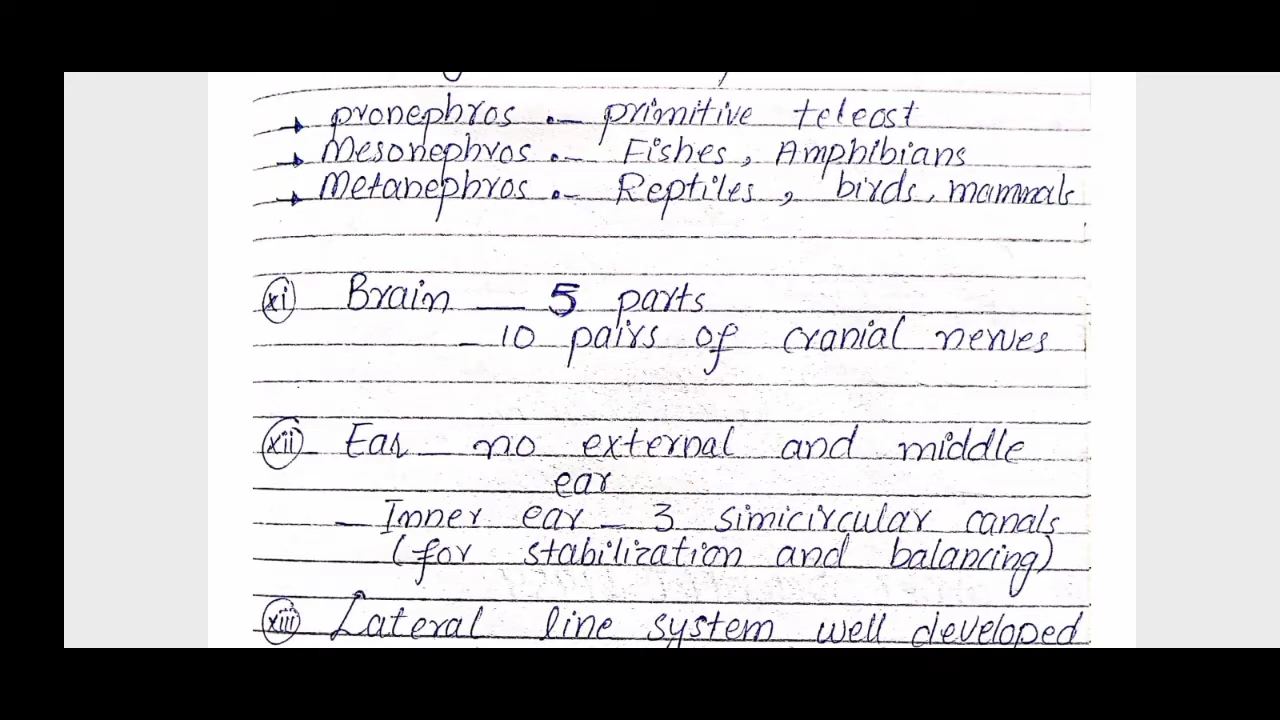 → pronephros :- primitive teleost
→ Mesonephros :- Fishes, Amphibians
→ Metanephros :- Reptiles, birds, mammals
(xi) Brain — 5 parts
- 10 pairs of cranial nerves
(xii) Ear - no external and middle
ear
- Inner ear - 3 simicircular canals
(for stabilization and balancing)
(xiii) Lateral line system well developed